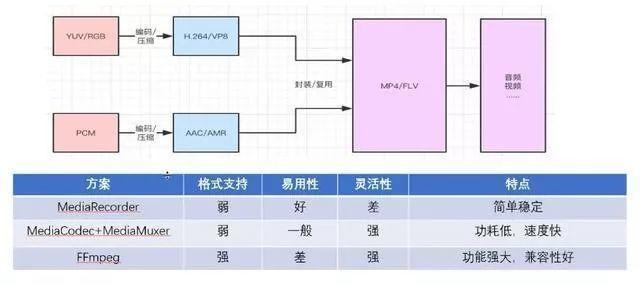 YUV/RGB
编码/
压缩
H.264/VP8
封装/复用
MP4/FLV
音频
视频
......
PCM
编码/
压缩
AAC/AMR
方案 格式支持 易用性 灵活性 特点
MediaRecorder 弱 好 差 简单稳定
MediaCodec+MediaMuxer 弱 一般 强 功耗低，速度快
FFmpeg 强 差 强 功能强大，兼容性好